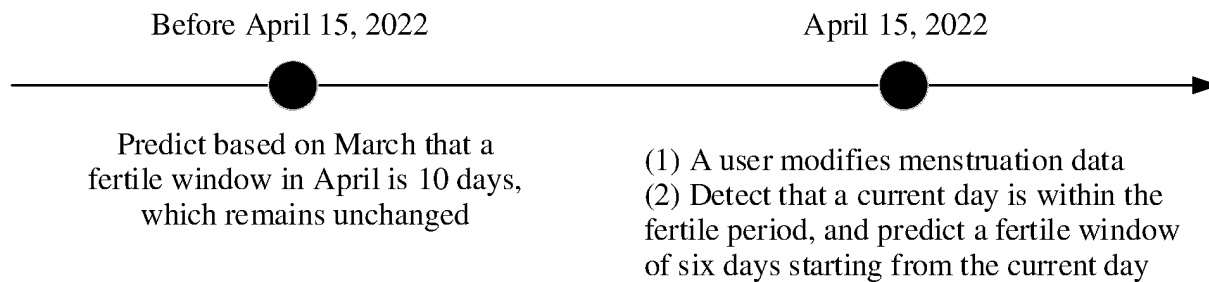 Before April 15, 2022
April 15, 2022
Predict based on March that a
fertile window in April is 10 days,
which remains unchanged
(1) A user modifies menstruation data
(2) Detect that a current day is within the
fertile period, and predict a fertile window
of six days starting from the current day